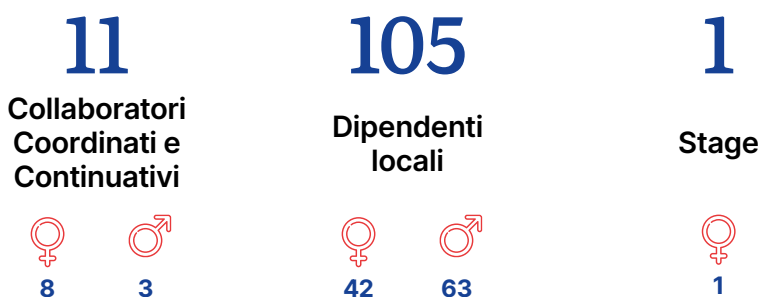 11
Collaboratori
Coordinati e
Continuativi
8 3
105
Dipendenti
locali
42 63
1
Stage
1